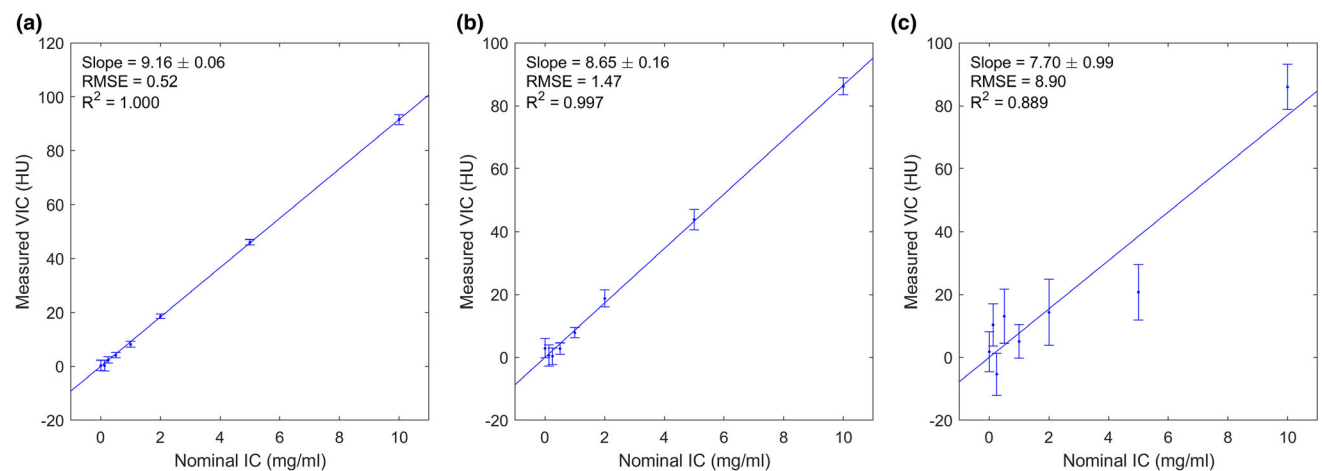 (a)
Slope = 9.16 ± 0.06
RMSE = 0.52
R² = 1.000
120
100
80
60
40
20
0
-20
Measured VIC (HU)
0 2 4 6 8 10
Nominal IC (mg/ml)
(b)
Slope = 8.65 ± 0.16
RMSE = 1.47
R² = 0.997
100
80
60
40
20
0
-20
Measured VIC (HU)
0 2 4 6 8 10
Nominal IC (mg/ml)
(c)
Slope = 7.70 ± 0.99
RMSE = 8.90
R² = 0.889
100
80
60
40
20
0
-20
Measured VIC (HU)
0 2 4 6 8 10
Nominal IC (mg/ml)